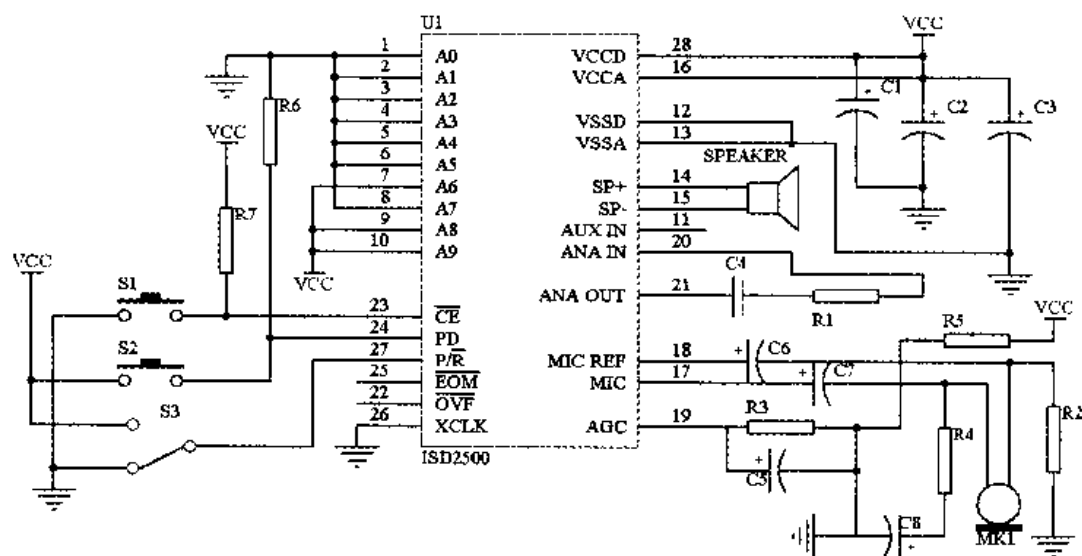 U1
VCC
1 A0 VCCD 28
2 A1 VCCA 16
3 A2
4 A3 VSSD 12
5 A4 VSSA 13
6 A5
7 A6 SP+ 14
8 A7 SP- 15
9 A8 AUX IN 11
10 A9 ANA IN 20
C1
C2
C3
R6
VCC
R7
SPEAKER
VCC
VCC
S1
23 CE
24 PD
27 P/R
25 EOM
22 OVF
26 XCLK
S2
S3
ANA OUT 21
C4
R1
VCC
R5
MIC REF 18
MIC 17
AGC 19
C6
C7
R3
C5
R4
R2
C8
MK1
ISD2500